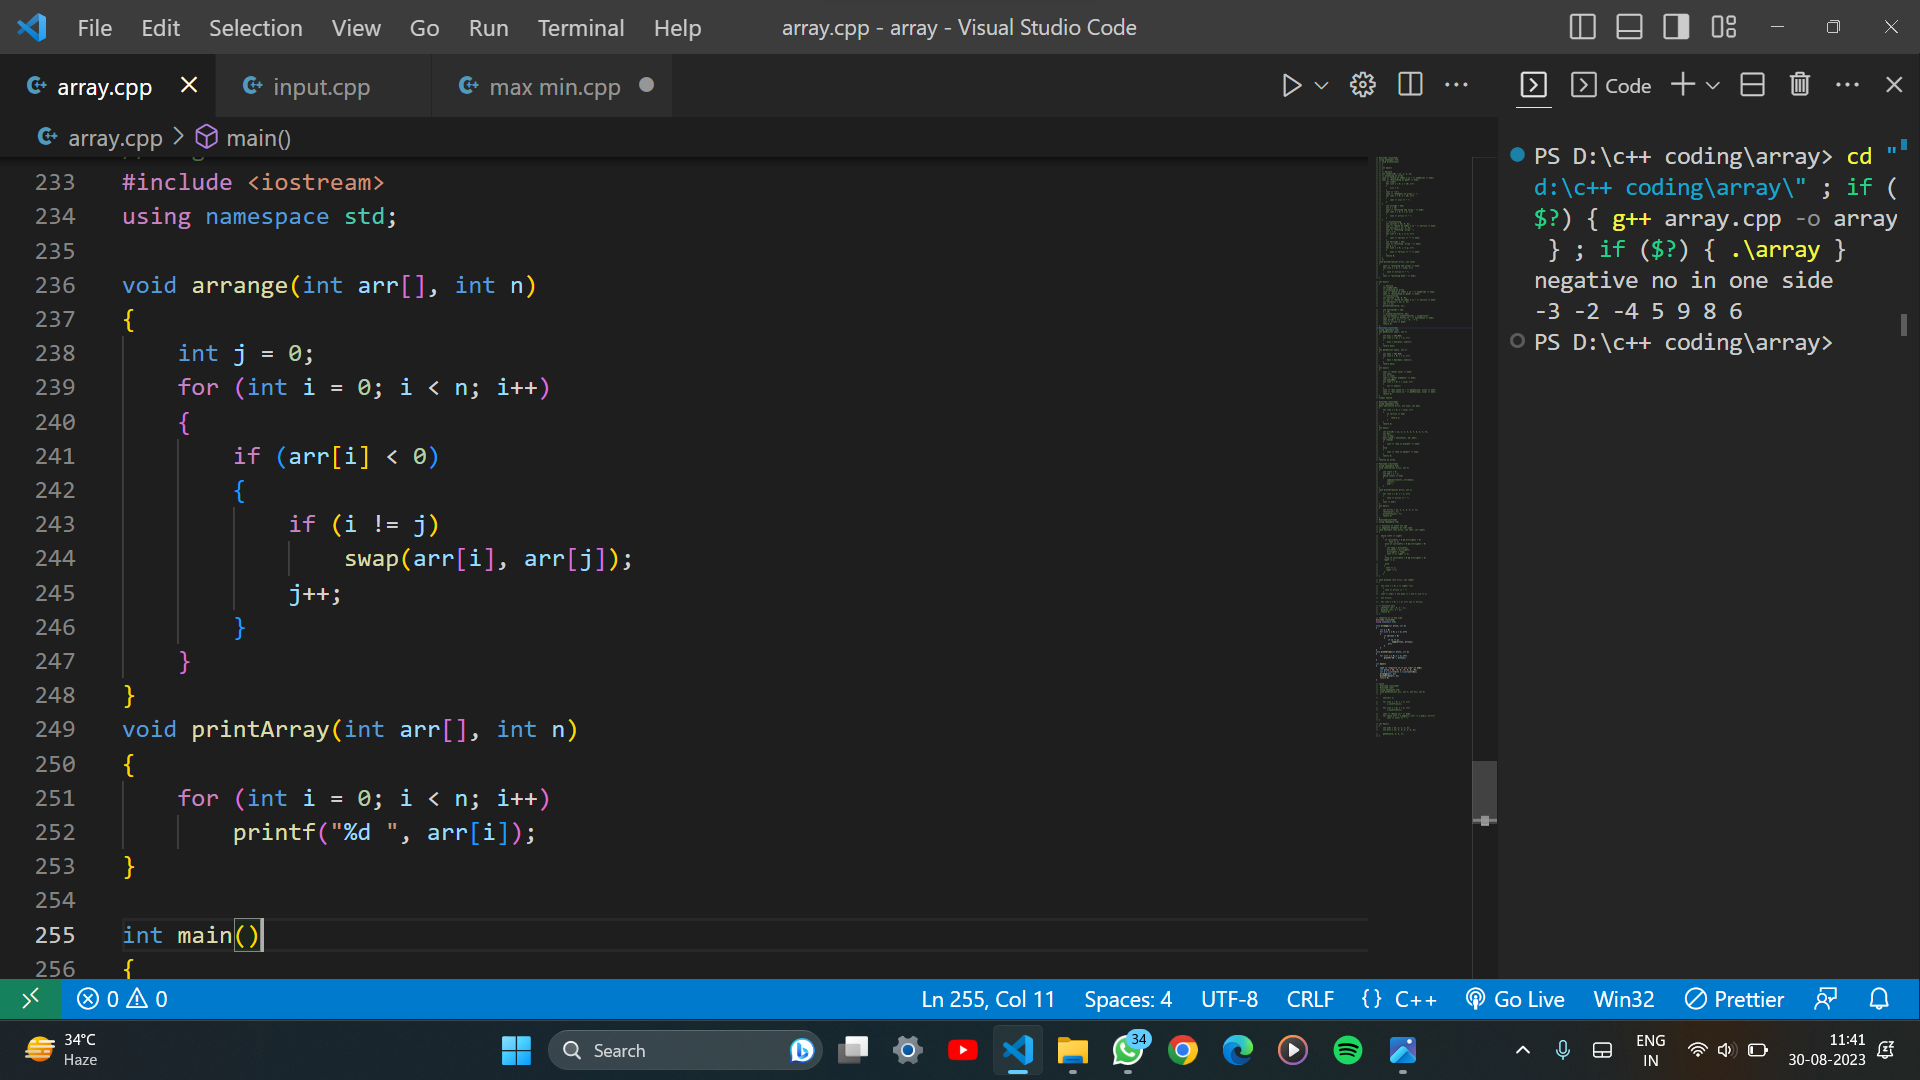 File Edit Selection View Go Run Terminal Help array.cpp - array - Visual Studio Code
array.cpp input.cpp max min.cpp
Code
array.cpp > main()
233 #include <iostream>
234 using namespace std;
235
236 void arrange(int arr[], int n)
237 {
238 int j = 0;
239 for (int i = 0; i < n; i++)
240 {
241 if (arr[i] < 0)
242 {
243 if (i != j)
244 swap(arr[i], arr[j]);
245 j++;
246 }
247 }
248 }
249 void printArray(int arr[], int n)
250 {
251 for (int i = 0; i < n; i++)
252 printf("%d ", arr[i]);
253 }
254
255 int main()
256 {
PS D:\c++ coding\array> cd "
d:\c++ coding\array\" ; if (
$?) { g++ array.cpp -o array
} ; if ($?) { .\array }
negative no in one side
-3 -2 -4 5 9 8 6
PS D:\c++ coding\array>
0 0 Ln 255, Col 11 Spaces: 4 UTF-8 CRLF {} C++ Go Live Win32 Prettier
34°C
Haze
Search
34
ENG
IN
11:41
30-08-2023